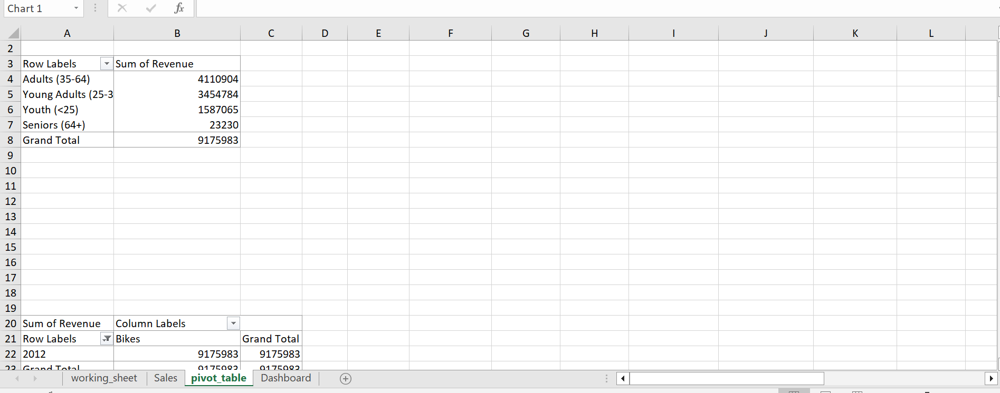 Chart 1 fx
A B C D E F G H I J K L
2
3 Row Labels Sum of Revenue
4 Adults (35-64) 4110904
5 Young Adults (25-3 3454784
6 Youth (<25) 1587065
7 Seniors (64+) 23230
8 Grand Total 9175983
9
10
11
12
13
14
15
16
17
18
19
20 Sum of Revenue Column Labels
21 Row Labels Bikes Grand Total
22 2012 9175983 9175983
23 Grand Total 9175983 9175983
working_sheet Sales pivot_table Dashboard